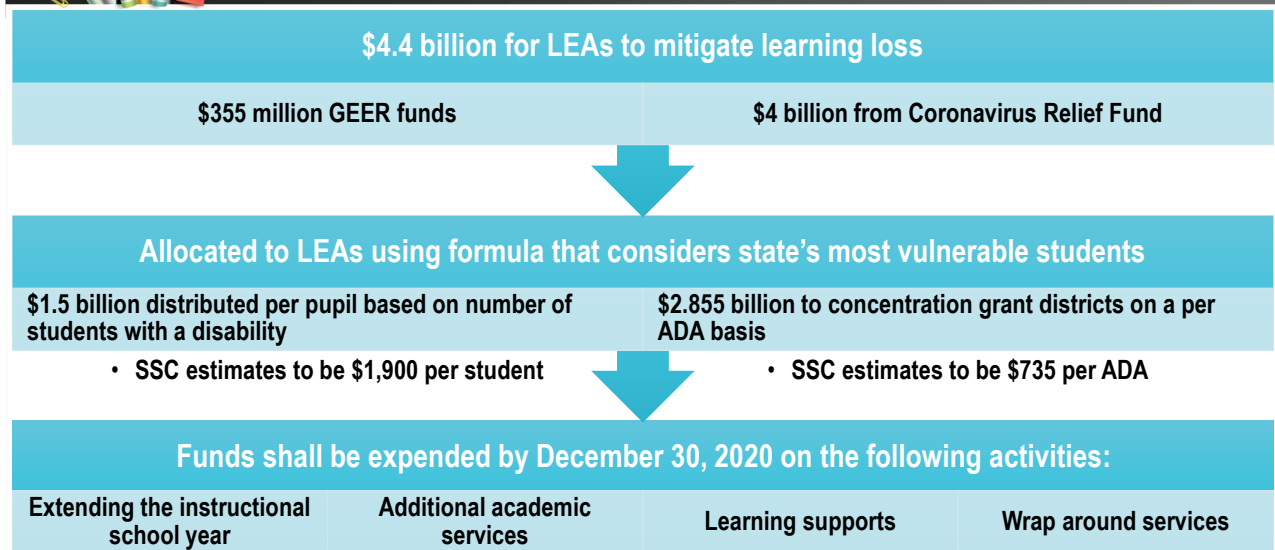 $4.4 billion for LEAs to mitigate learning loss
$355 million GEER funds
$4 billion from Coronavirus Relief Fund
Allocated to LEAs using formula that considers state's most vulnerable students
$1.5 billion distributed per pupil based on number of
students with a disability
$2.855 billion to concentration grant districts on a per
ADA basis
• SSC estimates to be $1,900 per student
• SSC estimates to be $735 per ADA
Funds shall be expended by December 30, 2020 on the following activities:
Extending the instructional
school year
Additional academic
services
Learning supports
Wrap around services